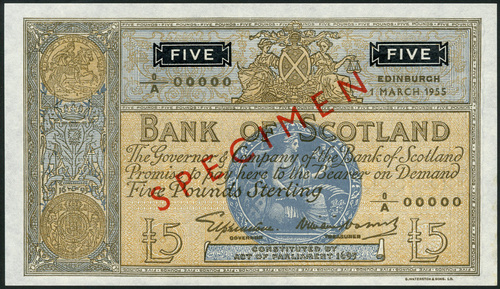 FIVE FIVE
0/A 00000
EDINBURGH
1 MARCH 1955
SPECIMEN
BANK OF SCOTLAND
The Governor & Company of the Bank of Scotland
Promise to pay here to the Bearer on Demand
Five Pounds Sterling
0/A 00000
GOVERNOR
TREASURER
£5 £5
CONSTITUTED BY
ACT OF PARLIAMENT 1695